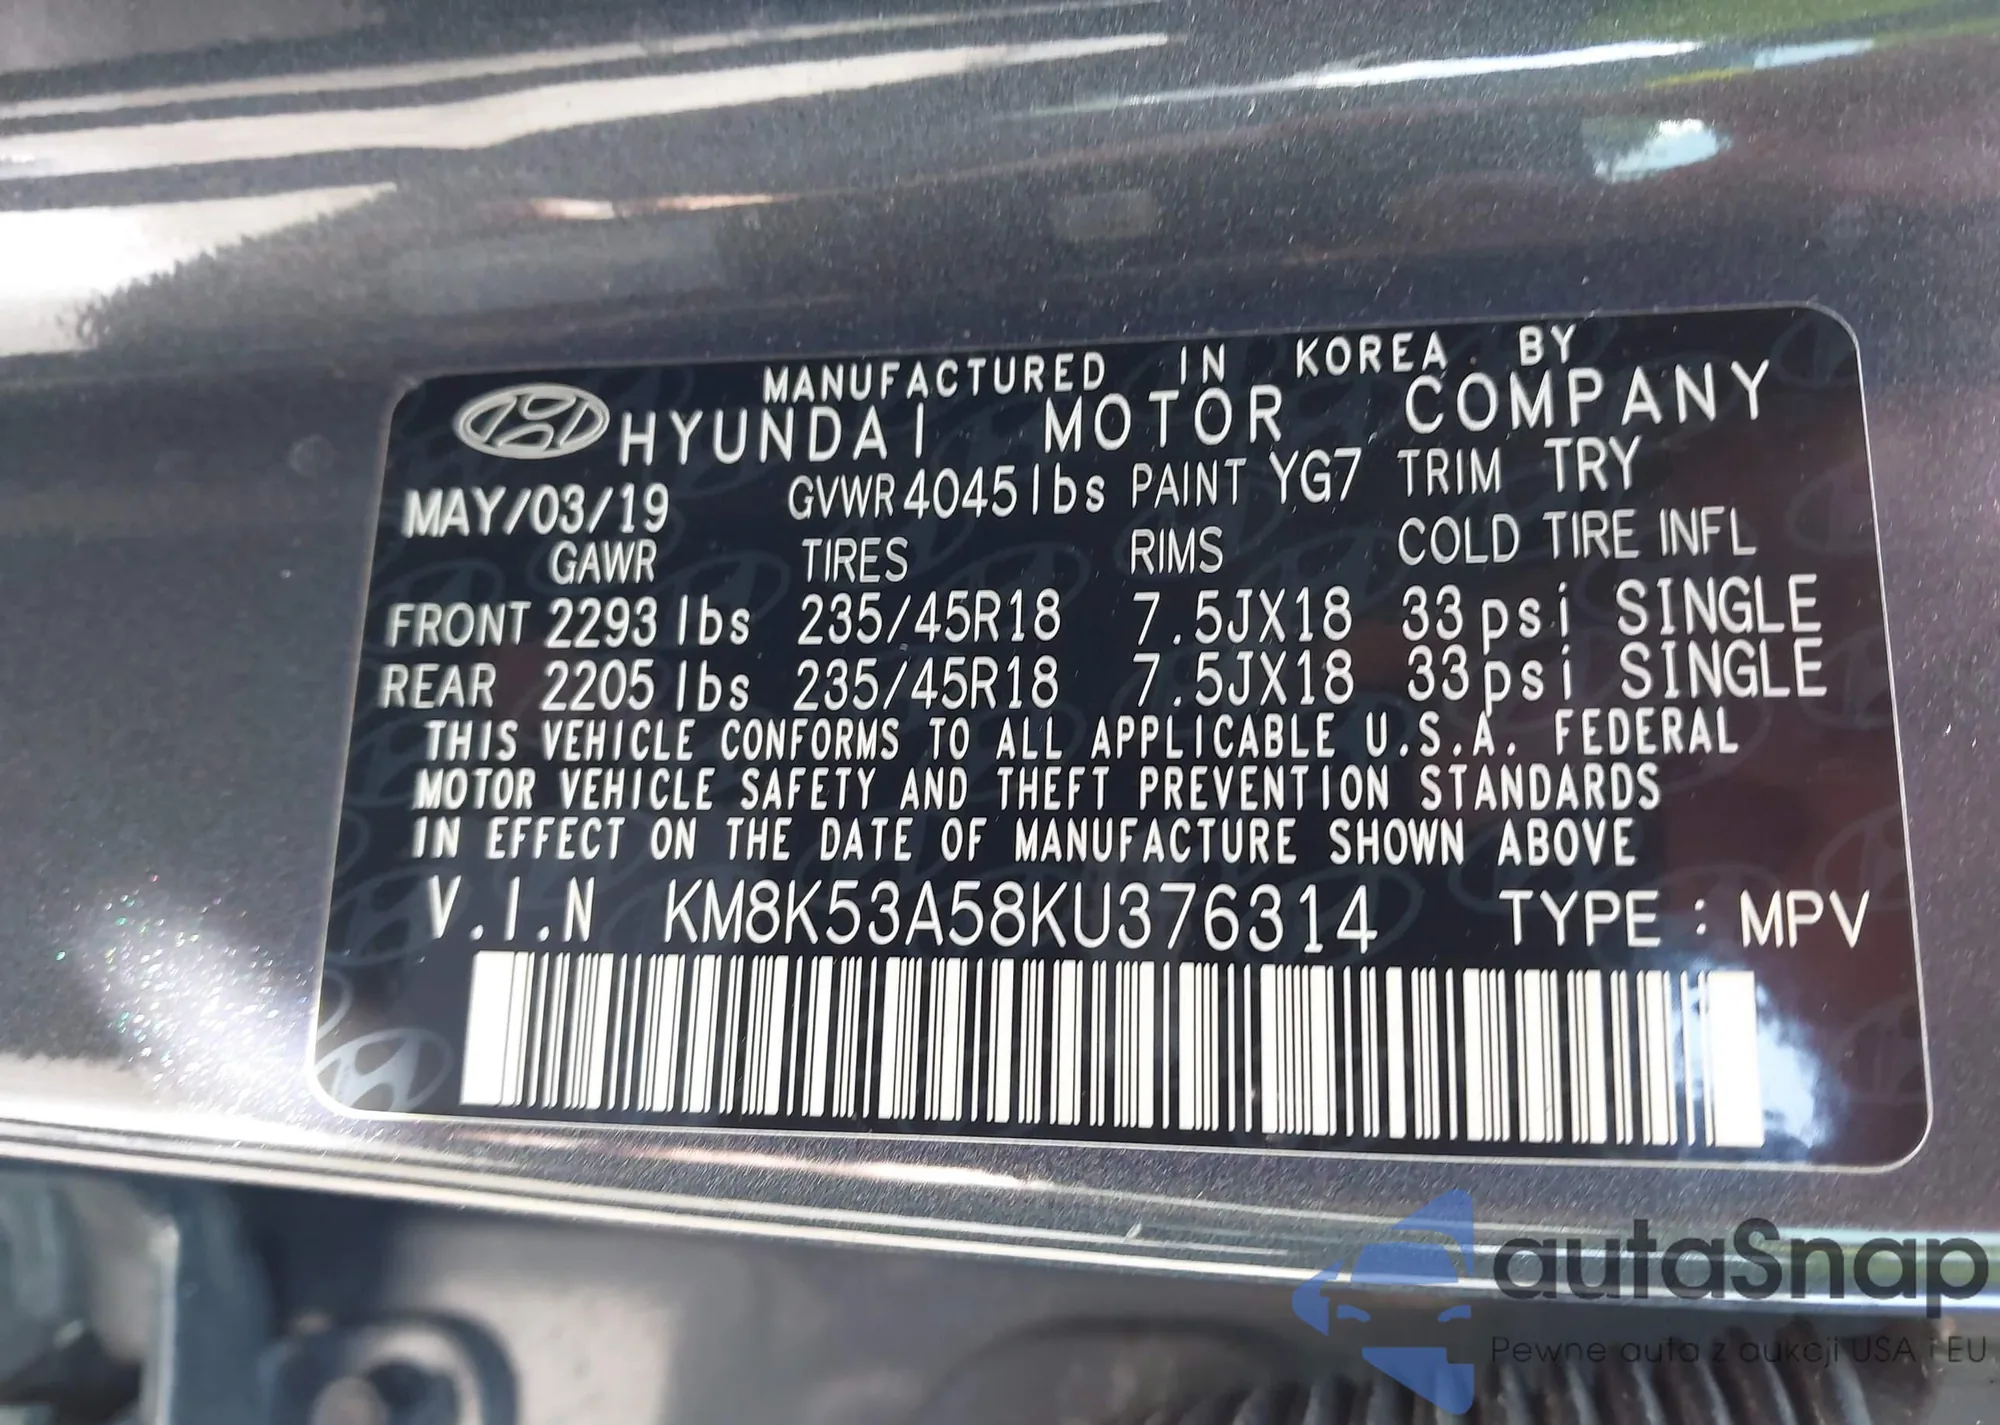 MANUFACTURED IN KOREA BY
HYUNDAI MOTOR COMPANY
MAY/03/19 GVWR 4045 lbs PAINT YG7 TRIM TRY
GAWR TIRES RIMS COLD TIRE INFL
FRONT 2293 lbs 235/45R18 7.5JX18 33 psi SINGLE
REAR 2205 lbs 235/45R18 7.5JX18 33 psi SINGLE
THIS VEHICLE CONFORMS TO ALL APPLICABLE U.S.A. FEDERAL
MOTOR VEHICLE SAFETY AND THEFT PREVENTION STANDARDS
IN EFFECT ON THE DATE OF MANUFACTURE SHOWN ABOVE
V.I.N KM8K53A58KU376314 TYPE : MPV
autaSnap
Pewne auta z aukcji USA i EU